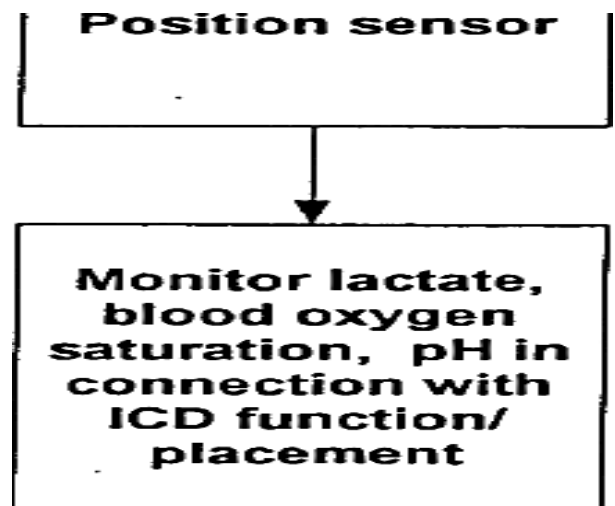 Position sensor
Monitor lactate,
blood oxygen
saturation, pH in
connection with
ICD function/
placement